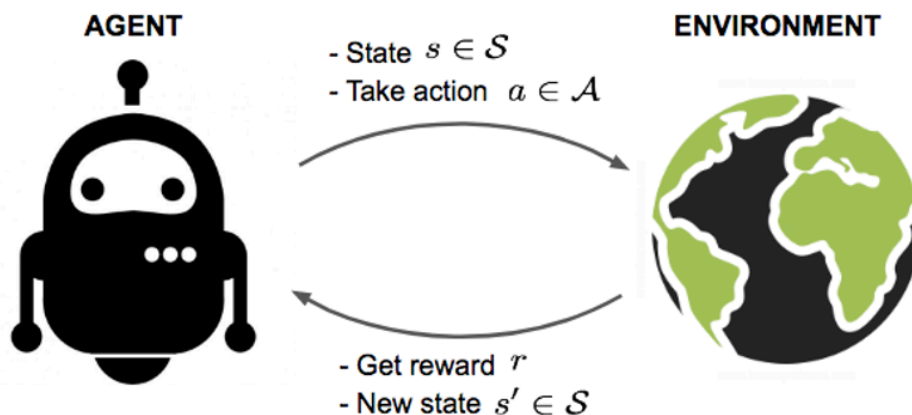 AGENT
ENVIRONMENT
- State s ∈ 𝒮
- Take action a ∈ 𝒜
- Get reward r
- New state s′ ∈ 𝒮